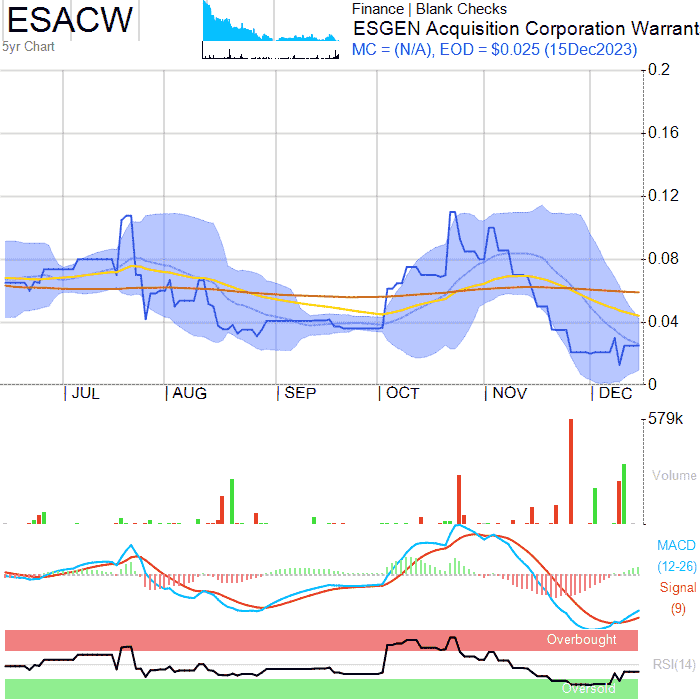 ESACW
5yr Chart
Finance | Blank Checks
ESGEN Acquisition Corporation Warrant
MC = (N/A), EOD = $0.025 (15Dec2023)
0.2
0.16
0.12
0.08
0.04
0
JUL AUG SEP OCT NOV DEC
579k
Volume
MACD
(12-26)
Signal
(9)
Overbought
RSI(14)
Oversold